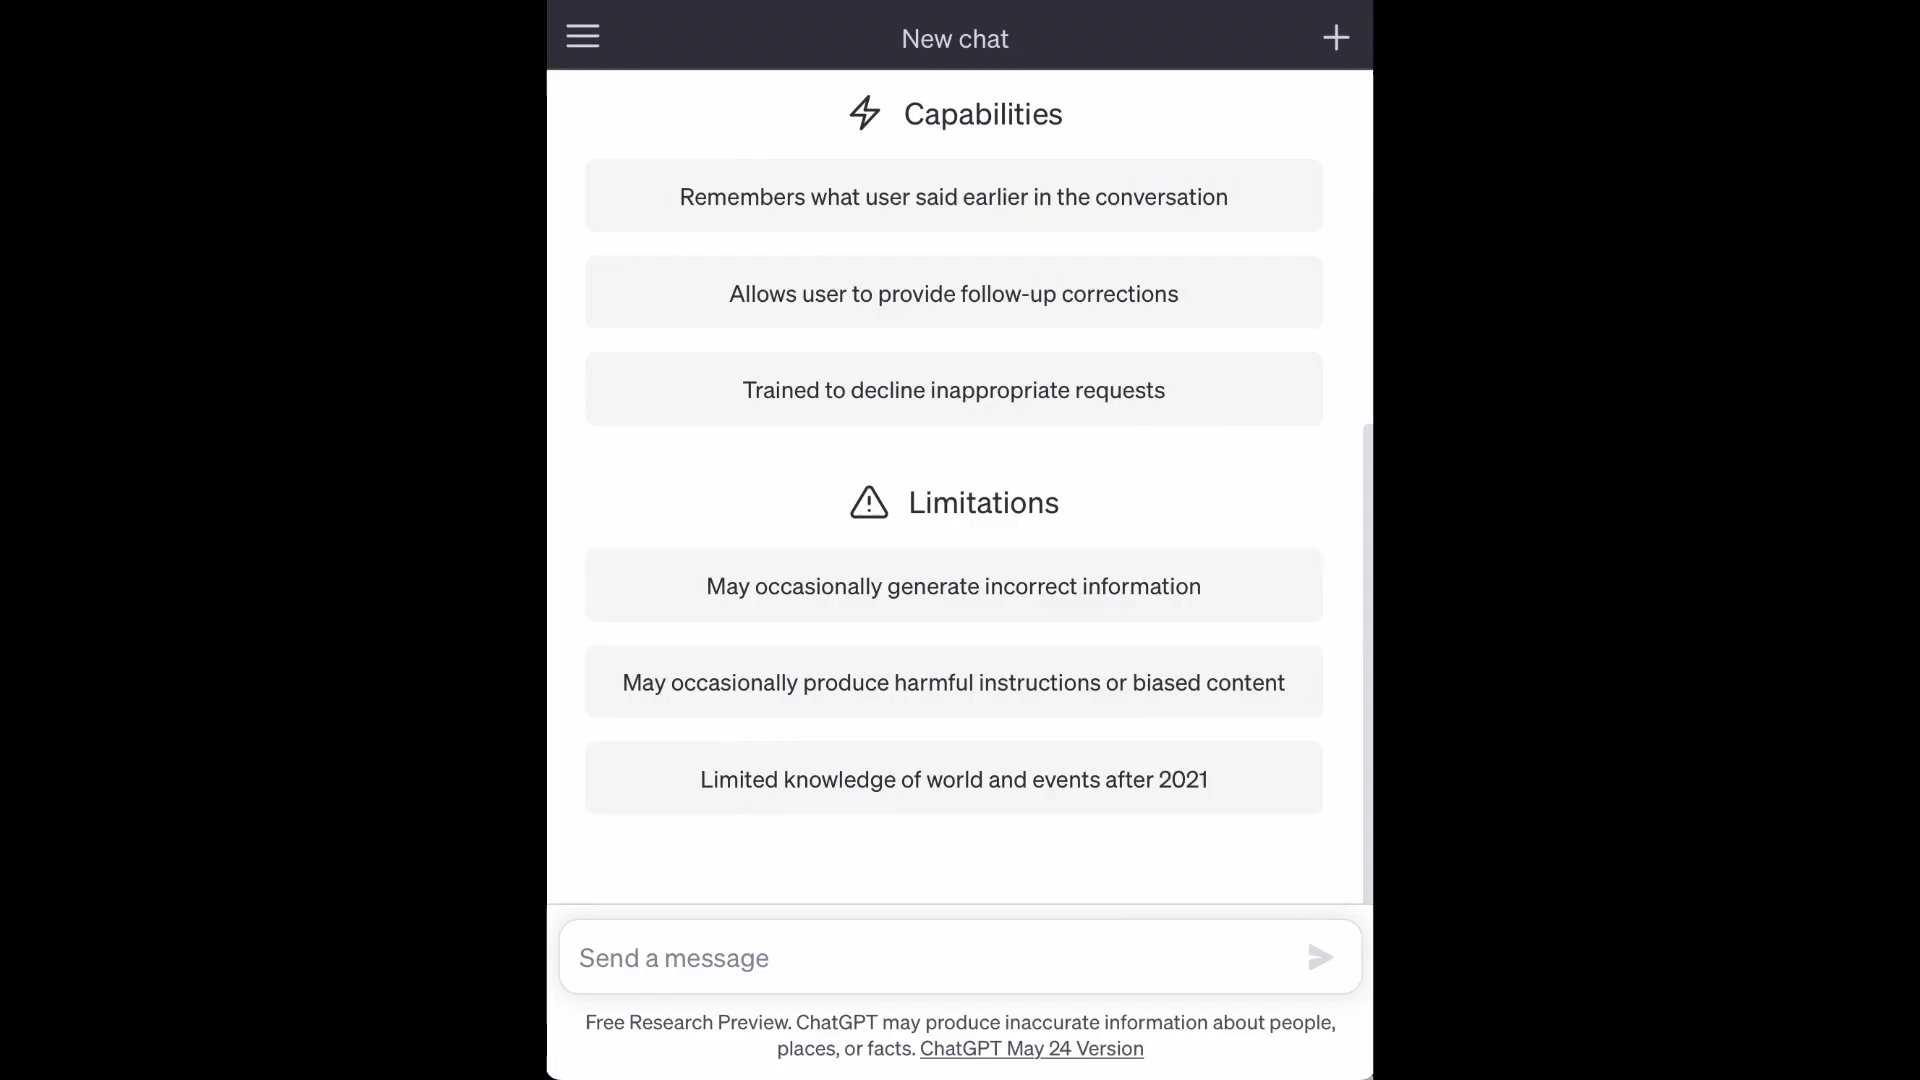 New chat
Capabilities
Remembers what user said earlier in the conversation
Allows user to provide follow-up corrections
Trained to decline inappropriate requests
Limitations
May occasionally generate incorrect information
May occasionally produce harmful instructions or biased content
Limited knowledge of world and events after 2021
Send a message
Free Research Preview. ChatGPT may produce inaccurate information about people,
places, or facts. ChatGPT May 24 Version